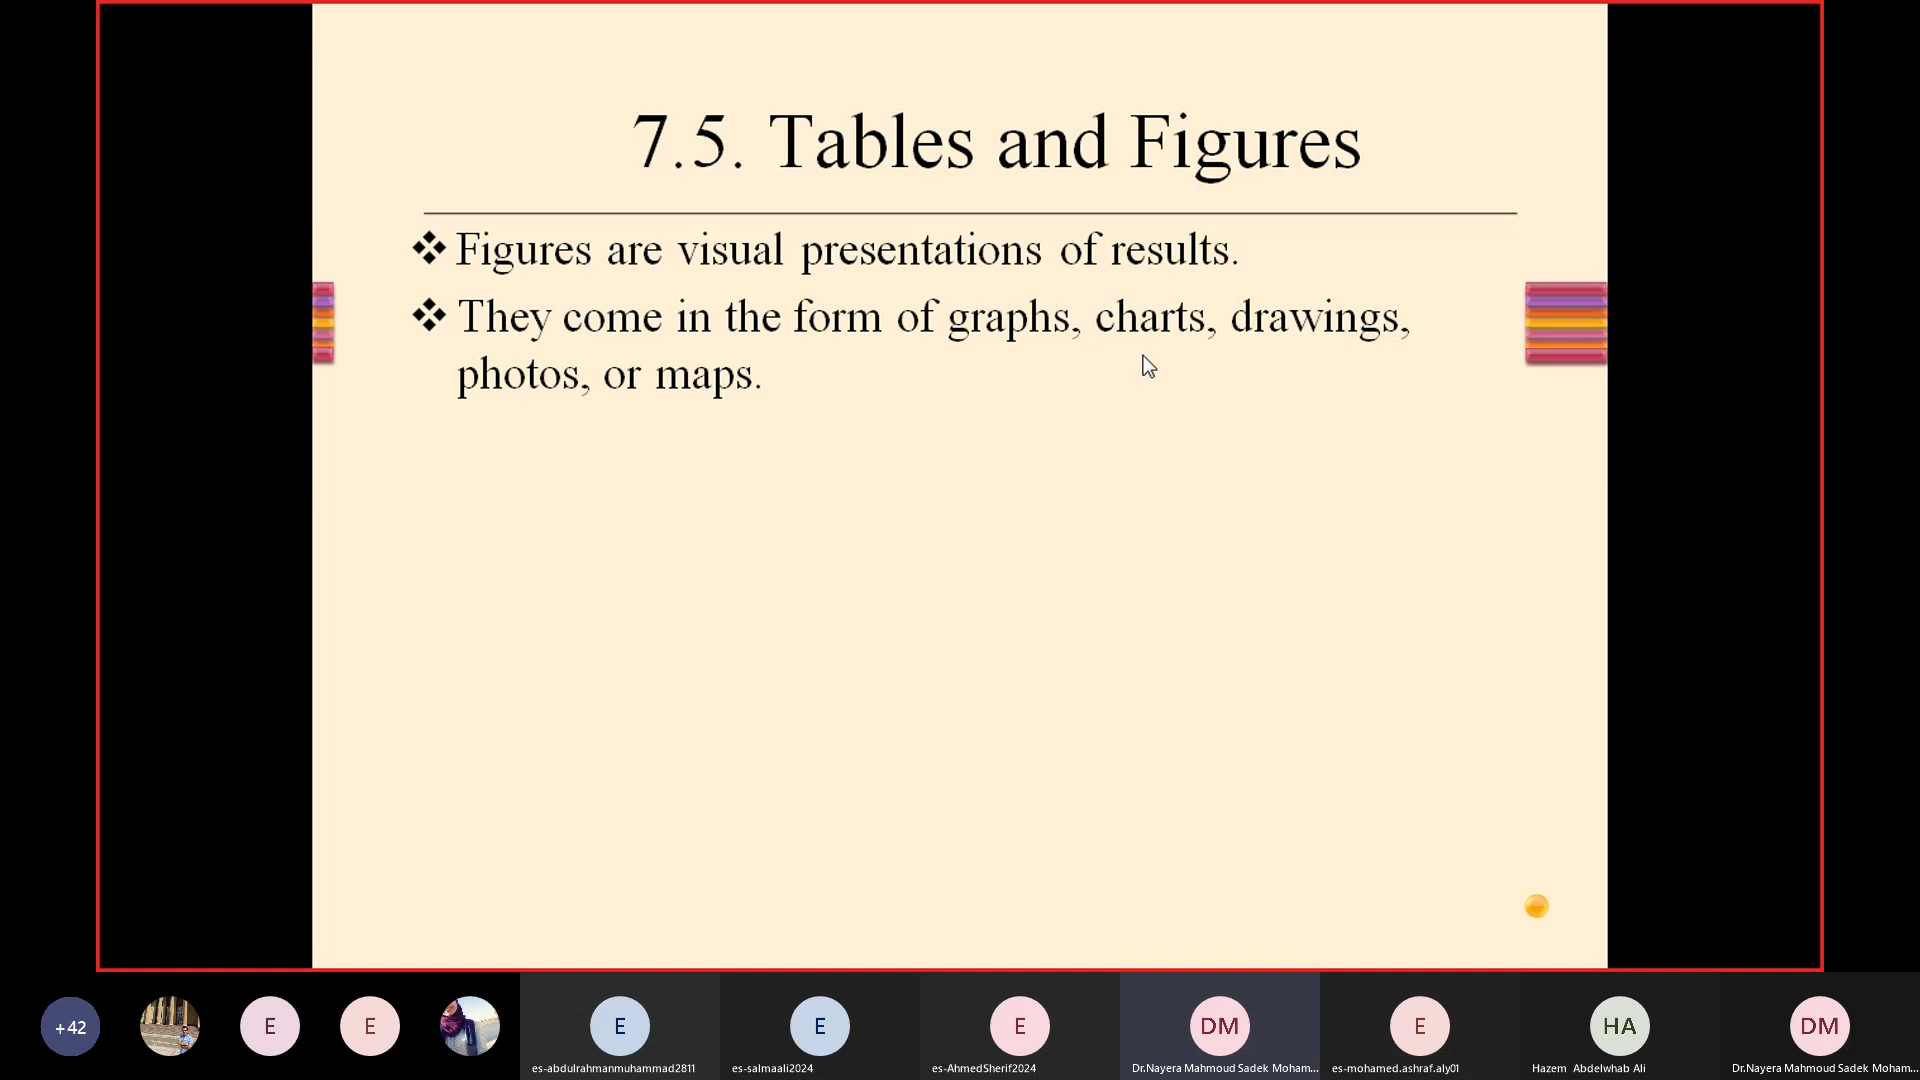 7.5. Tables and Figures
❖ Figures are visual presentations of results.
❖ They come in the form of graphs, charts, drawings,
photos, or maps.
+42
E
E
E
E
E
DM
E
HA
DM
es-abdulrahmanmuhammad2811
es-salmaali2024
es-AhmedSherif2024
Dr.Nayera Mahmoud Sadek Moham...
es-mohamed.ashraf.aly01
Hazem Abdelwhab Ali
Dr.Nayera Mahmoud Sadek Moham...